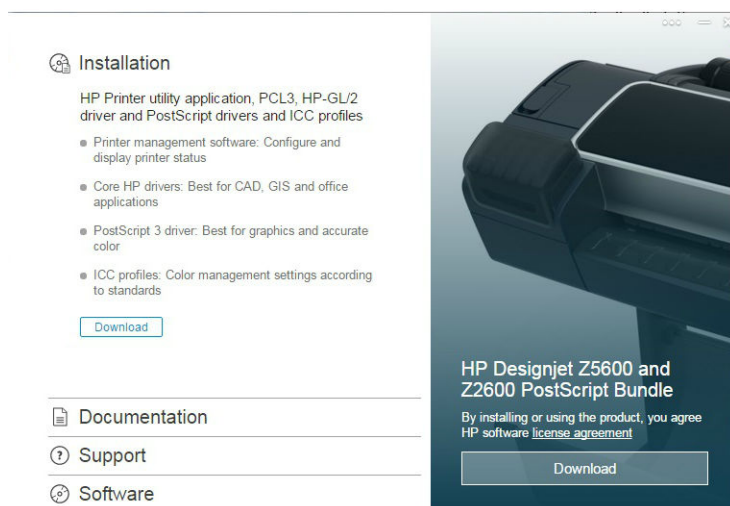 Installation
HP Printer utility application, PCL3, HP-GL/2
driver and PostScript drivers and ICC profiles
Printer management software: Configure and
display printer status
Core HP drivers: Best for CAD, GIS and office
applications
PostScript 3 driver: Best for graphics and accurate
color
ICC profiles: Color management settings according
to standards
Download
Documentation
Support
Software
HP Designjet Z5600 and
Z2600 PostScript Bundle
By installing or using the product, you agree
HP software license agreement
Download